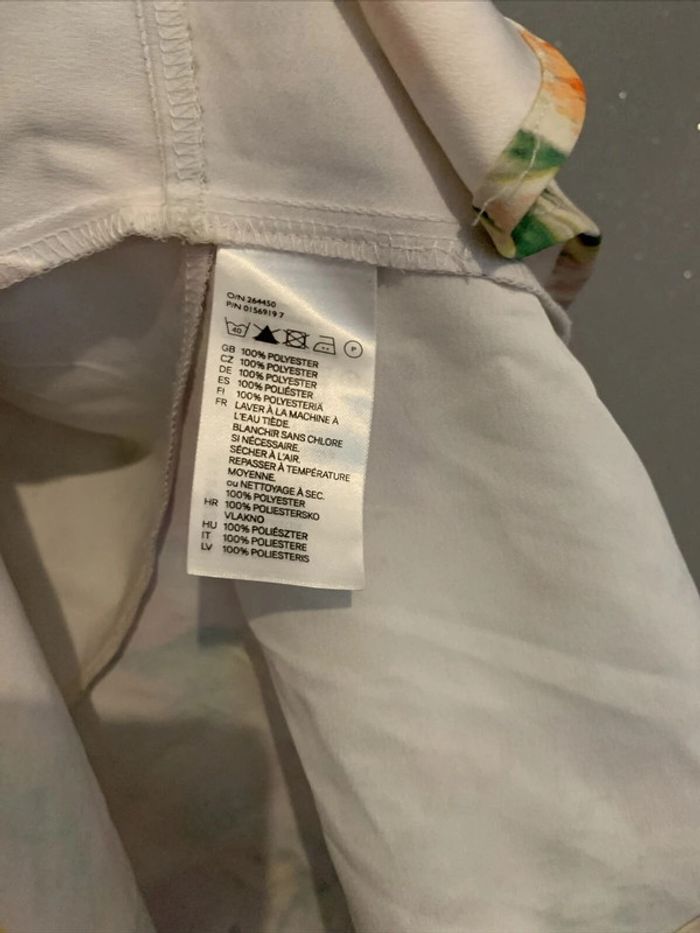 O/N 264450
P/N 0156919 7
40 P
GB 100% POLYESTER
CZ 100% POLYESTER
DE 100% POLYESTER
ES 100% POLIÉSTER
FI 100% POLYESTERIÄ
FR LAVER À LA MACHINE À
L'EAU TIÈDE.
BLANCHIR SANS CHLORE
SI NÉCESSAIRE.
SÉCHER À L'AIR.
REPASSER À TEMPÉRATURE
MOYENNE.
ou NETTOYAGE À SEC.
100% POLYESTER
HR 100% POLIESTERSKO
VLAKNO
HU 100% POLIÉSZTER
IT 100% POLIESTERE
LV 100% POLIESTERIS